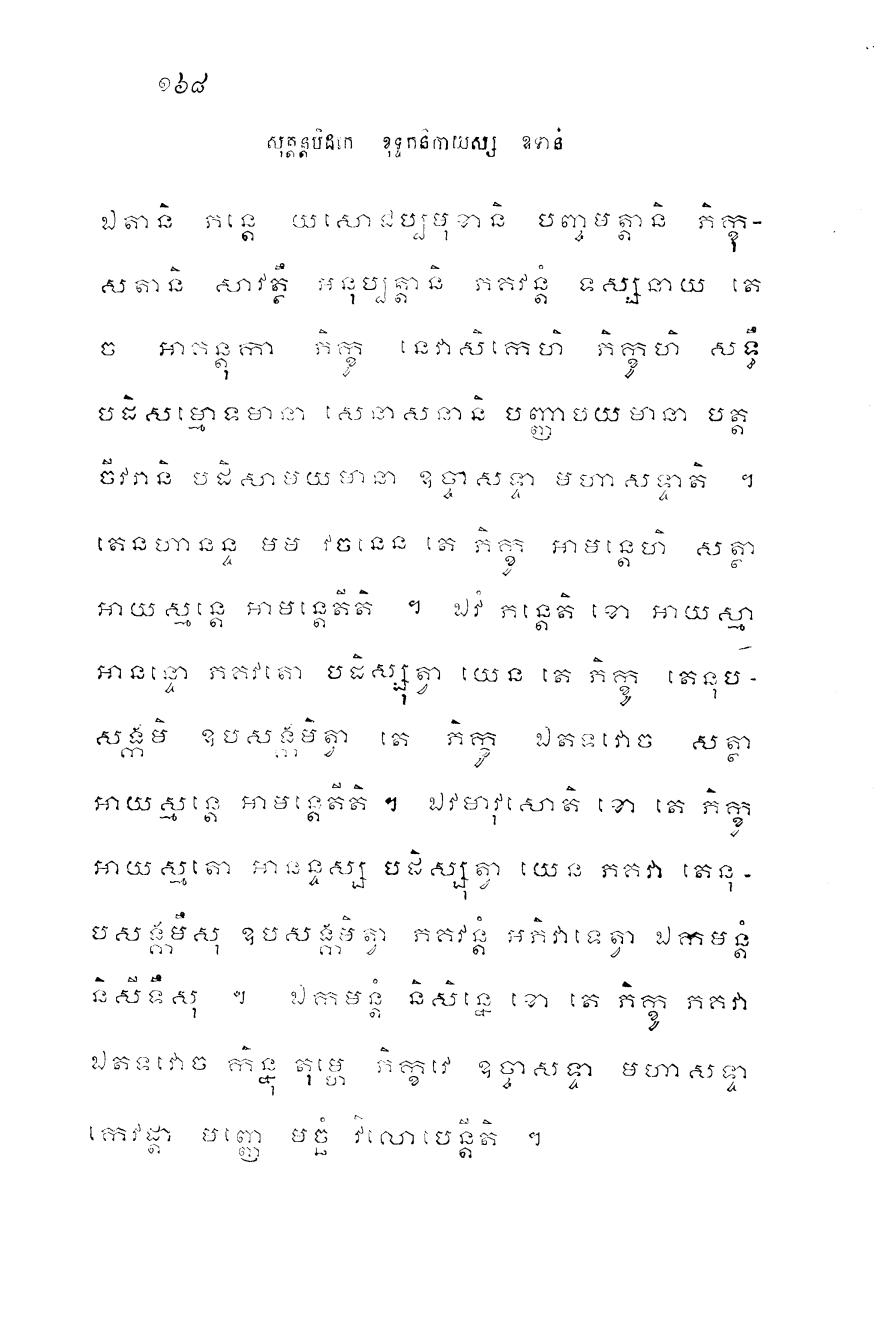 ១៦៨
សុត្តន្តបិដកេ ខុទ្ទកនិកាយស្ស ឧទានំ
ឯតានិ ភន្តេ យសោជប្បមុខានិ បញ្ចមត្តានិ ភិក្ខុ-
សតានិ សាវត្ថឹ អនុប្បត្តានិ ភគវន្តំ ទស្សនាយ តេ
ច អាគន្តុកា ភិក្ខូ នេវាសិកេហិ ភិក្ខូហិ សទ្ធឹ
បដិសម្មោទមានា សេនាសនានិ បញ្ញាបយមានា បត្ត
ចីវរានិ បដិសាមយមានា ឧច្ចាសទ្ទា មហាសទ្ទាតិ ។
តេនហានន្ទ មម វចនេន តេ ភិក្ខូ អាមន្តេហិ សត្ថា
អាយស្មន្តេ អាមន្តេតីតិ ។ ឯវំ ភន្តេតិ ខោ អាយស្មា
អានន្ទោ ភគវតោ បដិស្សុត្វា យេន តេ ភិក្ខូ តេនុប-
សង្កមិ ឧបសង្កមិត្វា តេ ភិក្ខូ ឯតទវោច សត្ថា
អាយស្មន្តេ អាមន្តេតីតិ ។ ឯវមាវុសោតិ ខោ តេ ភិក្ខូ
អាយស្មតោ អានន្ទស្ស បដិស្សុត្វា យេន ភគវា តេនុ-
បសង្កមឹសុ ឧបសង្កមិត្វា ភគវន្តំ អភិវាទេត្វា ឯកមន្តំ
និសីទឹសុ ។ ឯកមន្តំ និសិន្នេ ខោ តេ ភិក្ខូ ភគវា
ឯតទវោច កិន្នុ តុម្ហេ ភិក្ខវេ ឧច្ចាសទ្ទា មហាសទ្ទា
កេវដ្ដា មញ្ញេ មច្ឆំ វិលោបេន្តីតិ ។